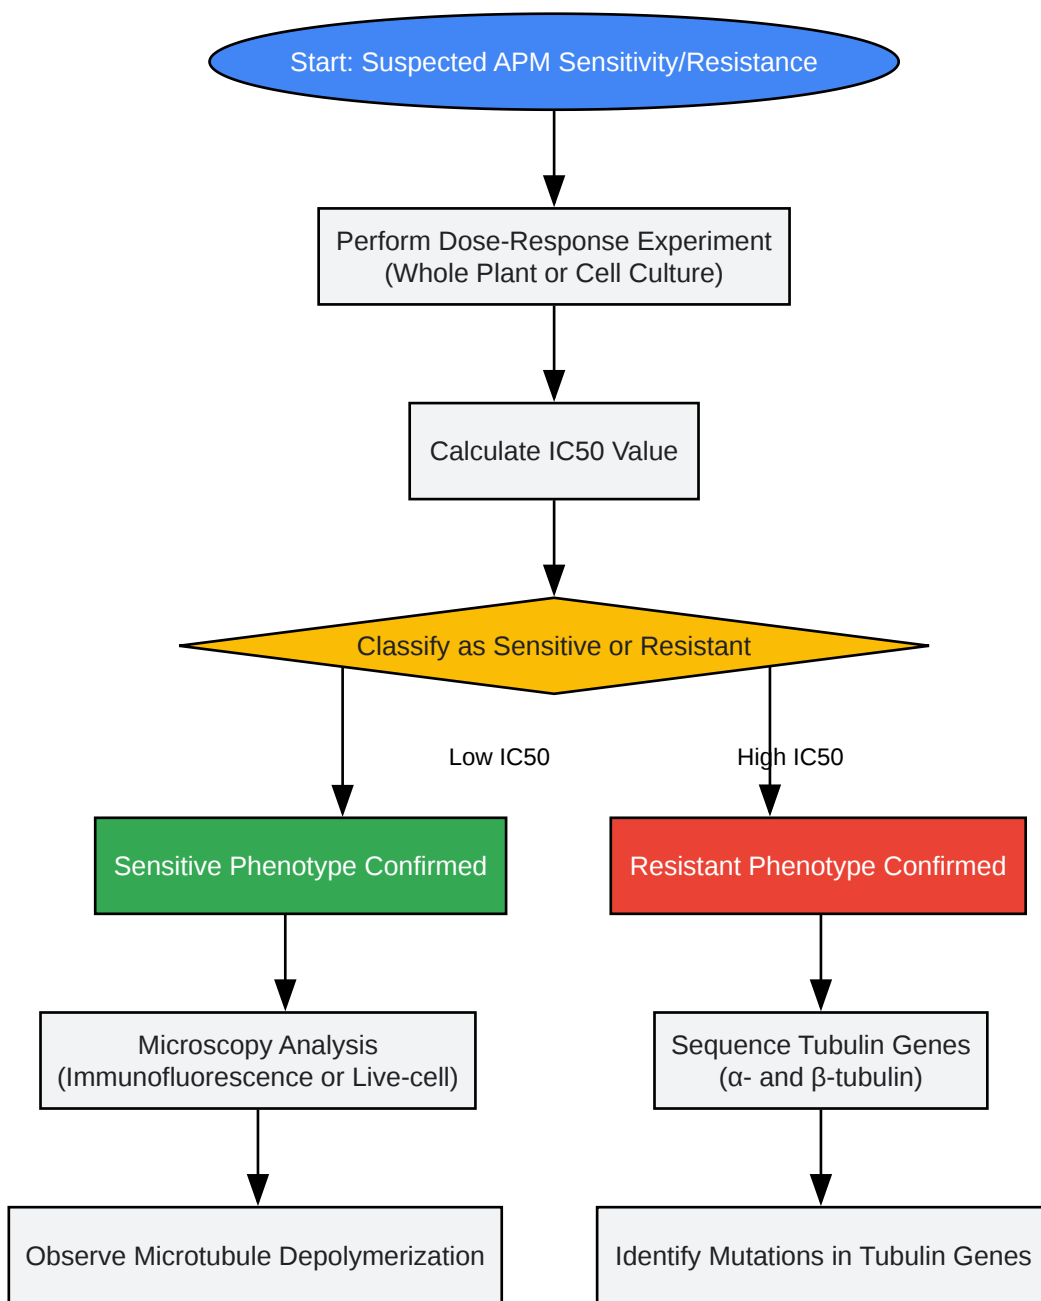 Start: Suspected APM Sensitivity/Resistance
Perform Dose-Response Experiment
(Whole Plant or Cell Culture)
Calculate IC50 Value
Classify as Sensitive or Resistant
Low IC50
High IC50
Sensitive Phenotype Confirmed
Resistant Phenotype Confirmed
Microscopy Analysis
(Immunofluorescence or Live-cell)
Sequence Tubulin Genes
(α- and β-tubulin)
Observe Microtubule Depolymerization
Identify Mutations in Tubulin Genes